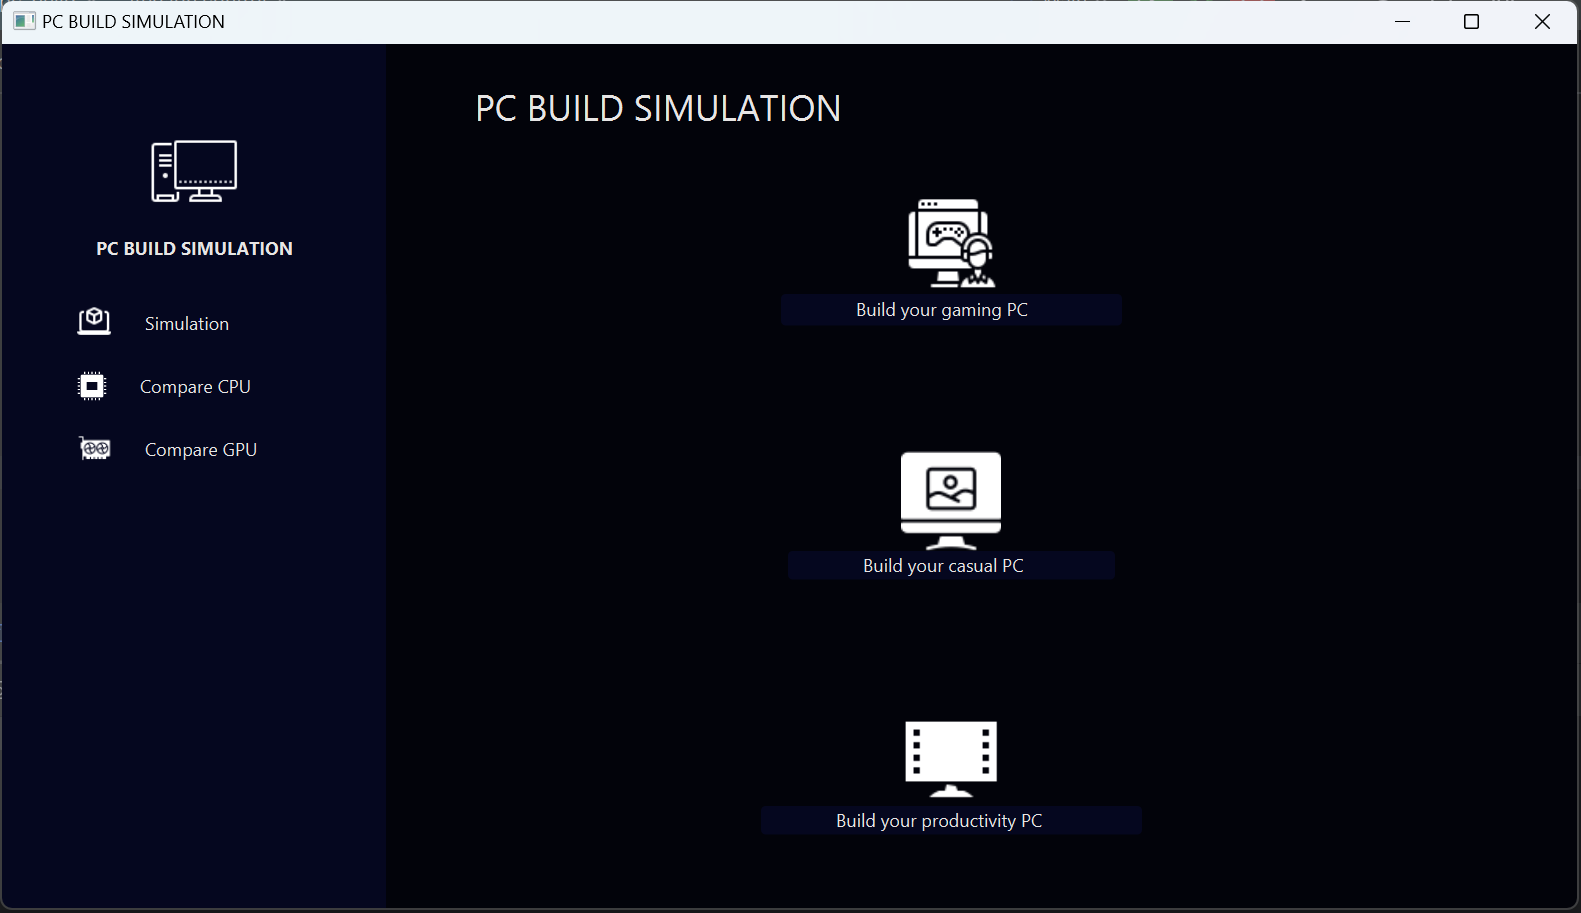 PC BUILD SIMULATION
PC BUILD SIMULATION
Simulation
Compare CPU
Compare GPU
PC BUILD SIMULATION
Build your gaming PC
Build your casual PC
Build your productivity PC